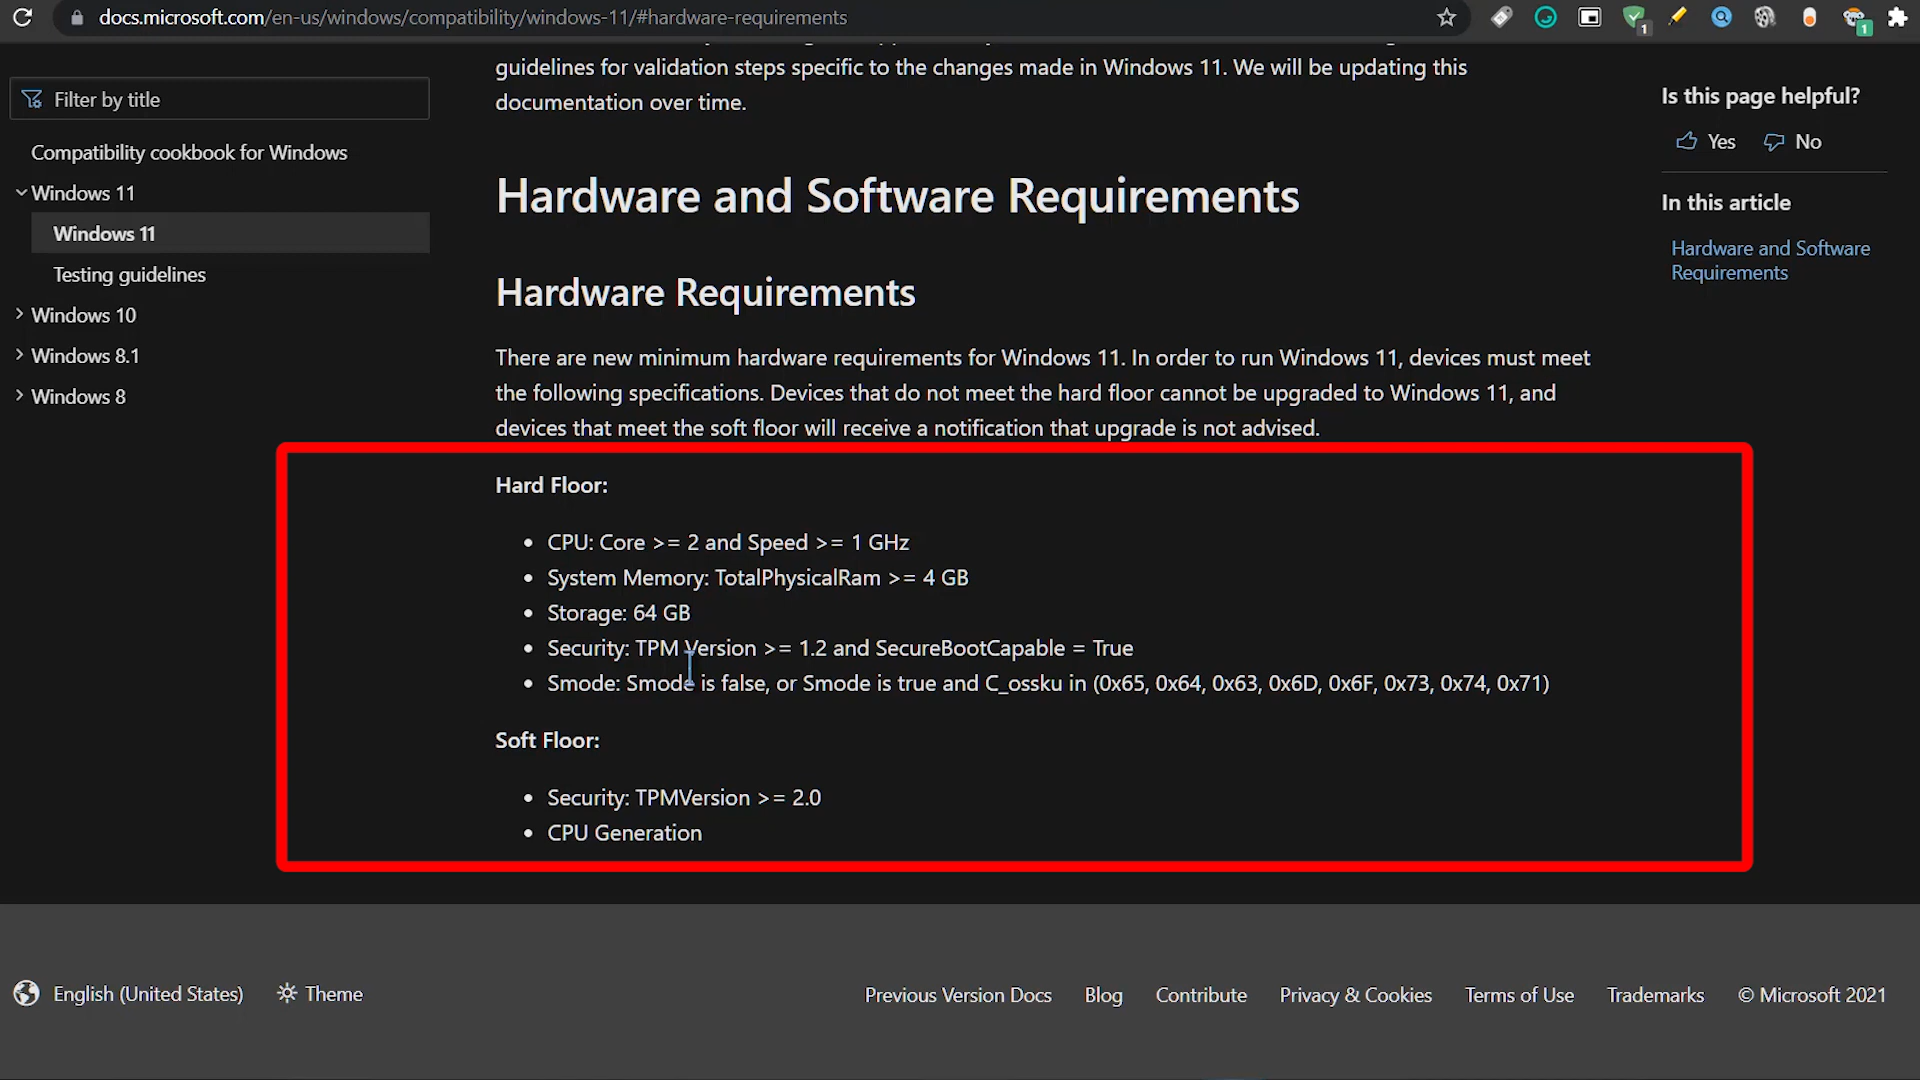 docs.microsoft.com/en-us/windows/compatibility/windows-11/#hardware-requirements
1
1
Filter by title
Compatibility cookbook for Windows
Windows 11
Windows 11
Testing guidelines
Windows 10
Windows 8.1
Windows 8
guidelines for validation steps specific to the changes made in Windows 11. We will be updating this
documentation over time.
Hardware and Software Requirements
Hardware Requirements
There are new minimum hardware requirements for Windows 11. In order to run Windows 11, devices must meet
the following specifications. Devices that do not meet the hard floor cannot be upgraded to Windows 11, and
devices that meet the soft floor will receive a notification that upgrade is not advised.
Hard Floor:
• CPU: Core >= 2 and Speed >= 1 GHz
• System Memory: TotalPhysicalRam >= 4 GB
• Storage: 64 GB
• Security: TPM Version >= 1.2 and SecureBootCapable = True
• Smode: Smode is false, or Smode is true and C_ossku in (0x65, 0x64, 0x63, 0x6D, 0x6F, 0x73, 0x74, 0x71)
Soft Floor:
• Security: TPMVersion >= 2.0
• CPU Generation
Is this page helpful?
Yes No
In this article
Hardware and Software
Requirements
English (United States) Theme
Previous Version Docs Blog Contribute Privacy & Cookies Terms of Use Trademarks © Microsoft 2021